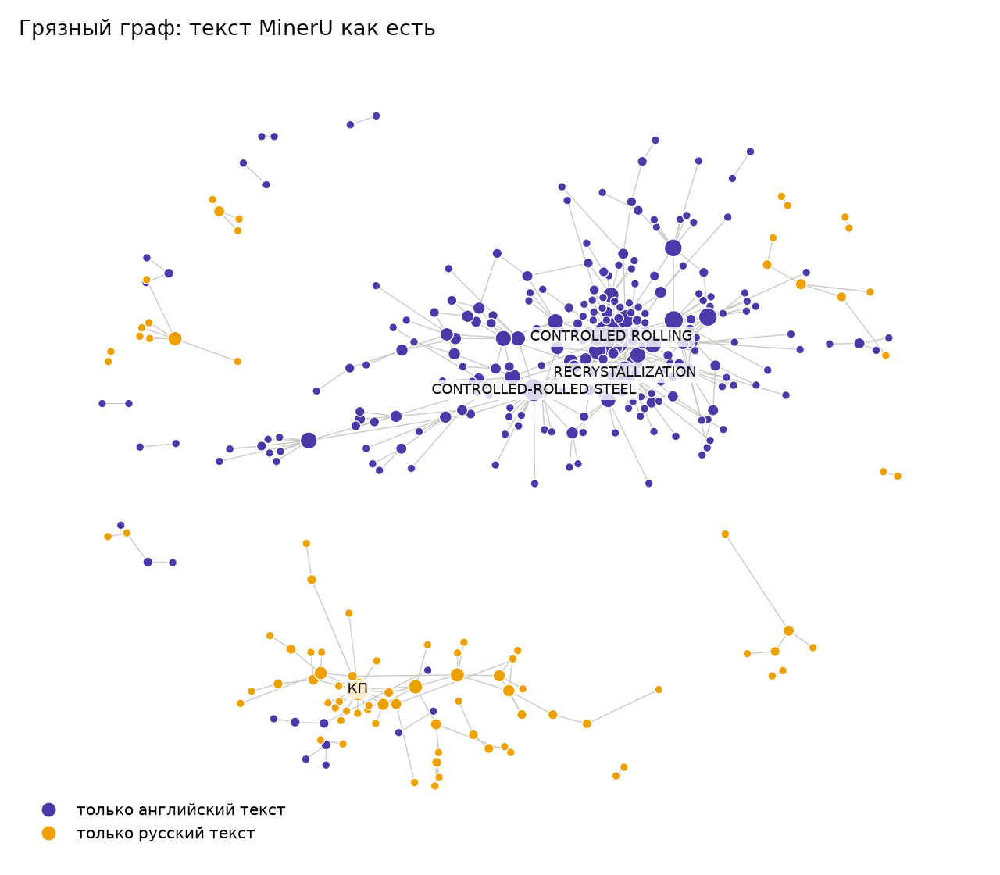 Грязный граф: текст MinerU как есть
CONTROLLED ROLLING
RECRYSTALLIZATION
CONTROLLED-ROLLED STEEL
КП
только английский текст
только русский текст